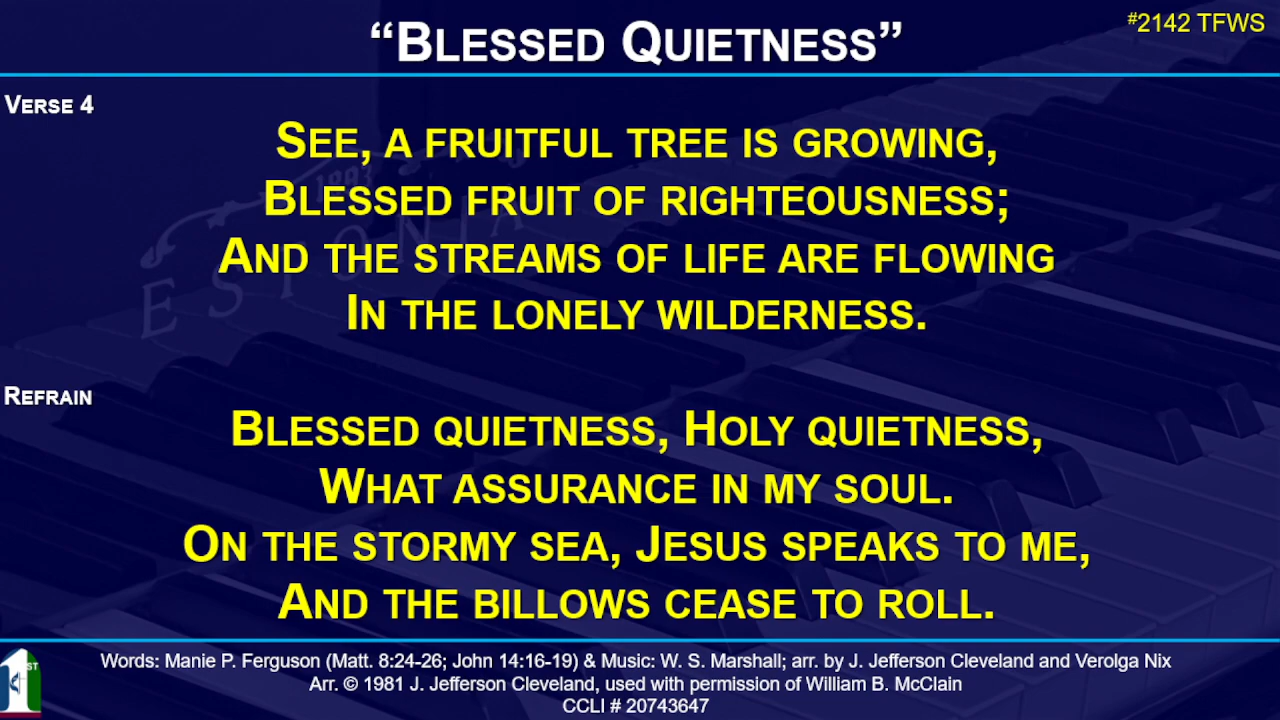 “BLESSED QUIETNESS”
#2142 TFWS
VERSE 4
SEE, A FRUITFUL TREE IS GROWING,
BLESSED FRUIT OF RIGHTEOUSNESS;
AND THE STREAMS OF LIFE ARE FLOWING
IN THE LONELY WILDERNESS.
REFRAIN
BLESSED QUIETNESS, HOLY QUIETNESS,
WHAT ASSURANCE IN MY SOUL.
ON THE STORMY SEA, JESUS SPEAKS TO ME,
AND THE BILLOWS CEASE TO ROLL.
1893
ESTONIA
1ST
Words: Manie P. Ferguson (Matt. 8:24-26; John 14:16-19) & Music: W. S. Marshall; arr. by J. Jefferson Cleveland and Verolga Nix
Arr. © 1981 J. Jefferson Cleveland, used with permission of William B. McClain
CCLI # 20743647